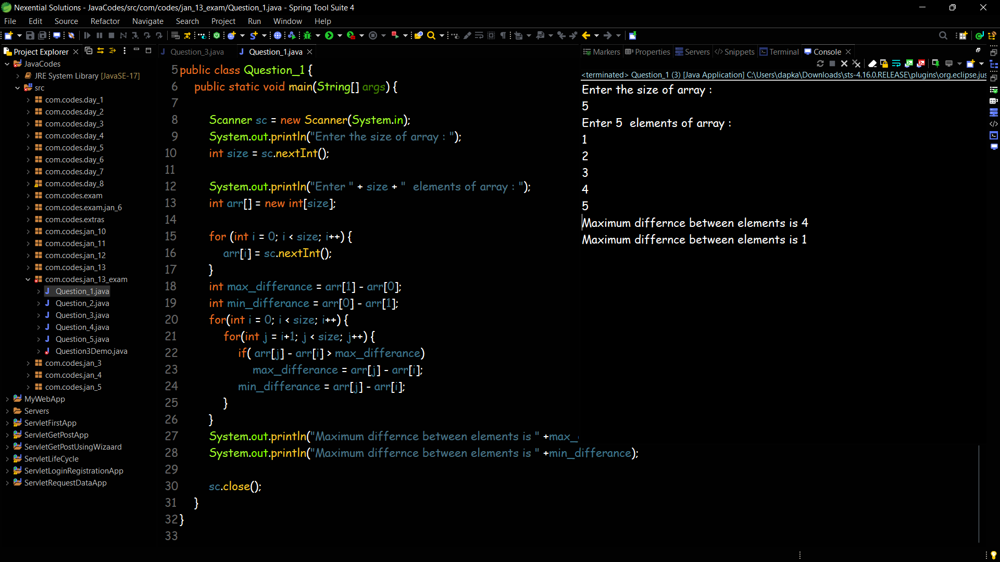 Nexential Solutions - JavaCodes/src/com/codes/jan_13_exam/Question_1.java - Spring Tool Suite 4
File Edit Source Refactor Navigate Search Project Run Window Help
Project Explorer
JavaCodes
JRE System Library [JavaSE-17]
src
com.codes.day_1
com.codes.day_2
com.codes.day_3
com.codes.day_4
com.codes.day_5
com.codes.day_6
com.codes.day_7
com.codes.day_8
com.codes.exam
com.codes.exam.jan_6
com.codes.extras
com.codes.jan_10
com.codes.jan_11
com.codes.jan_12
com.codes.jan_13
com.codes.jan_13_exam
Question_1.java
Question_2.java
Question_3.java
Question_4.java
Question_5.java
Question3Demo.java
com.codes.jan_3
com.codes.jan_4
com.codes.jan_5
MyWebApp
Servers
ServletFirstApp
ServletGetPostApp
ServletGetPostUsingWizaard
ServletLifeCycle
ServletLoginRegistrationApp
ServletRequestDataApp
Question_3.java Question_1.java
5 public class Question_1 {
6 public static void main(String[] args) {
7
8 Scanner sc = new Scanner(System.in);
9 System.out.println("Enter the size of array : ");
10 int size = sc.nextInt();
11
12 System.out.println("Enter " + size + "  elements of array : ");
13 int arr[] = new int[size];
14
15 for (int i = 0; i < size; i++) {
16 arr[i] = sc.nextInt();
17 }
18 int max_differance = arr[1] - arr[0];
19 int min_differance = arr[0] - arr[1];
20 for(int i = 0; i < size; i++) {
21 for(int j = i+1; j < size; j++) {
22 if( arr[j] - arr[i] > max_differance)
23 max_differance = arr[j] - arr[i];
24 min_differance = arr[j] - arr[i];
25 }
26 }
27 System.out.println("Maximum differnce between elements is " +max_
28 System.out.println("Maximum differnce between elements is " +min_differance);
29
30 sc.close();
31 }
32 }
33
Markers Properties Servers Snippets Terminal Console
<terminated> Question_1 (3) [Java Application] C:\Users\dapka\Downloads\sts-4.16.0.RELEASE\plugins\org.eclipse.jus
Enter the size of array :
5
Enter 5  elements of array :
1
2
3
4
5
Maximum differnce between elements is 4
Maximum differnce between elements is 1